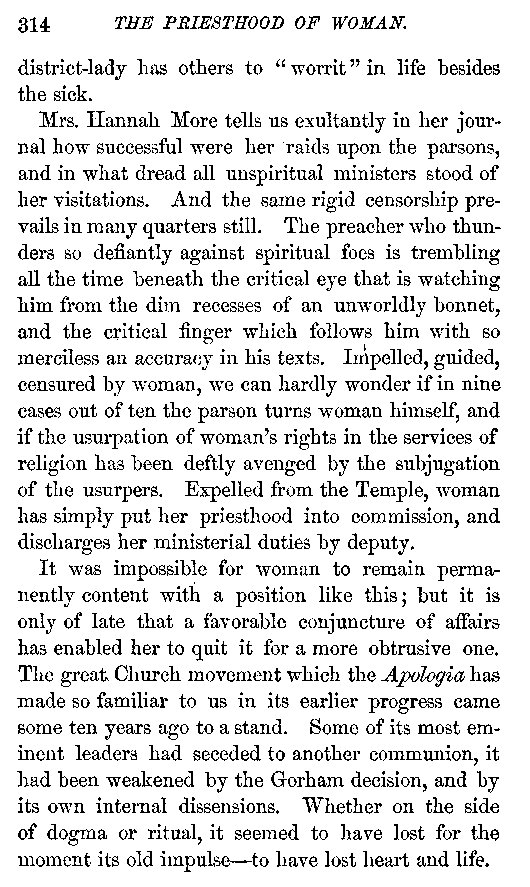 314 THE PRIESTHOOD OF WOMAN.
district-lady has others to “worrit” in life besides
the sick.
Mrs. Hannah More tells us exultantly in her jour-
nal how successful were her raids upon the parsons,
and in what dread all unspiritual ministers stood of
her visitations. And the same rigid censorship pre-
vails in many quarters still. The preacher who thun-
ders so defiantly against spiritual foes is trembling
all the time beneath the critical eye that is watching
him from the dim recesses of an unworldly bonnet,
and the critical finger which follows him with so
merciless an accuracy in his texts. Impelled, guided,
censured by woman, we can hardly wonder if in nine
cases out of ten the parson turns woman himself, and
if the usurpation of woman’s rights in the services of
religion has been deftly avenged by the subjugation
of the usurpers. Expelled from the Temple, woman
has simply put her priesthood into commission, and
discharges her ministerial duties by deputy.
It was impossible for woman to remain perma-
nently content with a position like this; but it is
only of late that a favorable conjuncture of affairs
has enabled her to quit it for a more obtrusive one.
The great Church movement which the Apologia has
made so familiar to us in its earlier progress came
some ten years ago to a stand. Some of its most em-
inent leaders had seceded to another communion, it
had been weakened by the Gorham decision, and by
its own internal dissensions. Whether on the side
of dogma or ritual, it seemed to have lost for the
moment its old impulse—to have lost heart and life.